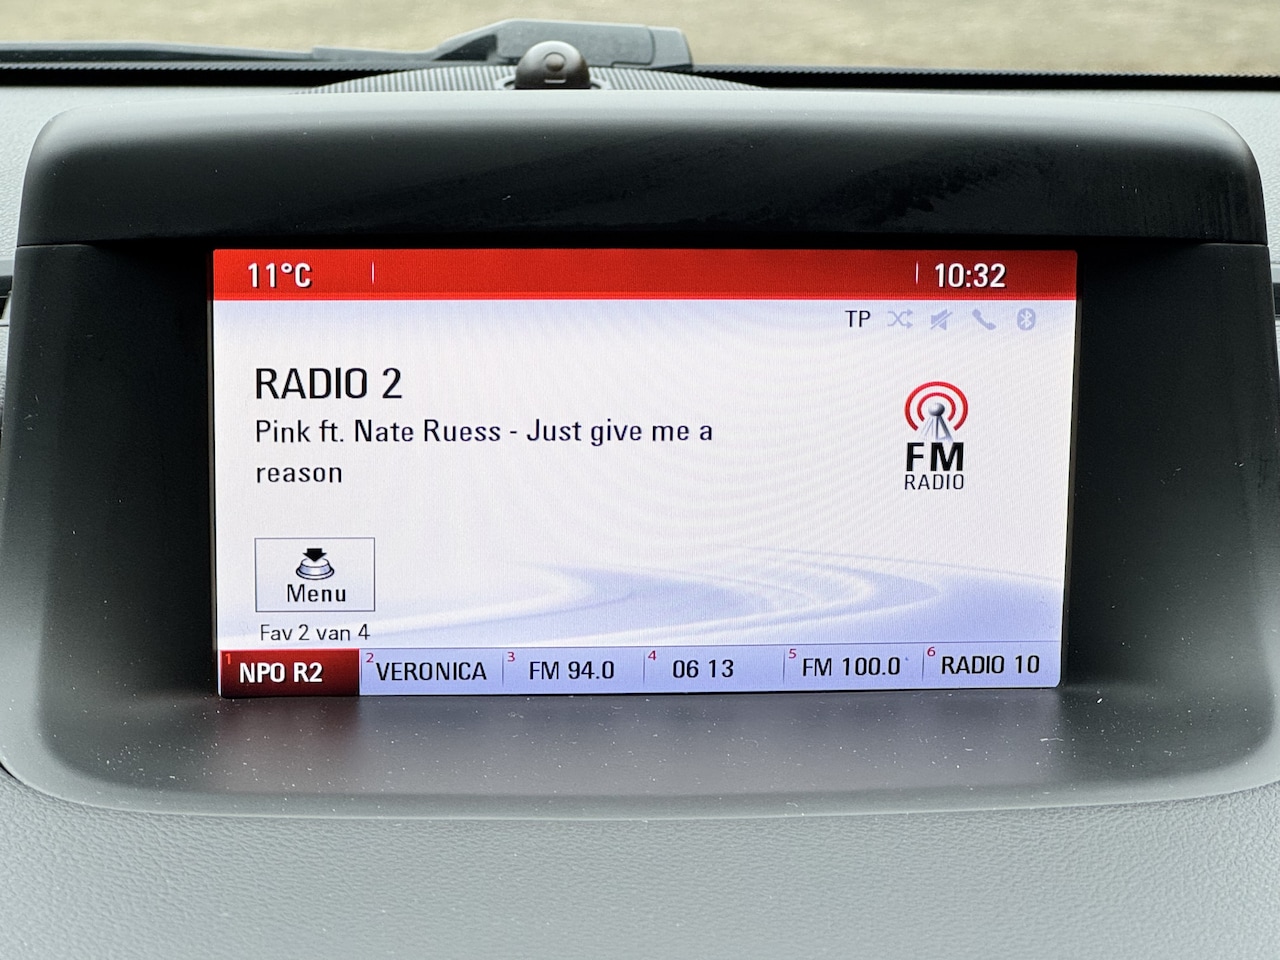 11°C 10:32
TP
RADIO 2
Pink ft. Nate Ruess - Just give me a
reason
FM
RADIO
Menu
Fav 2 van 4
1 NPO R2 2 VERONICA 3 FM 94.0 4 06 13 5 FM 100.0 6 RADIO 10